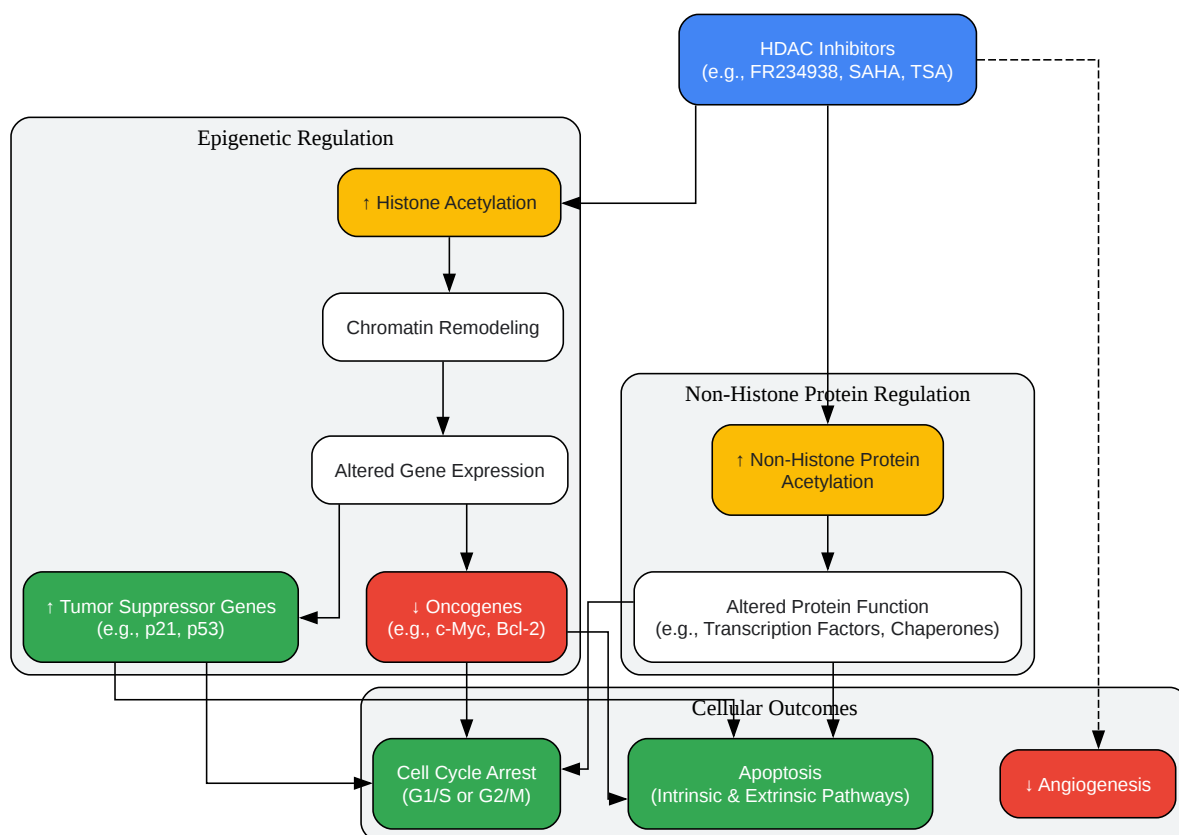 HDAC Inhibitors
(e.g., FR234938, SAHA, TSA)
Epigenetic Regulation
↑ Histone Acetylation
Chromatin Remodeling
Non-Histone Protein Regulation
↑ Non-Histone Protein
Acetylation
Altered Gene Expression
↑ Tumor Suppressor Genes
(e.g., p21, p53)
↓ Oncogenes
(e.g., c-Myc, Bcl-2)
Altered Protein Function
(e.g., Transcription Factors, Chaperones)
Cellular Outcomes
Cell Cycle Arrest
(G1/S or G2/M)
Apoptosis
(Intrinsic & Extrinsic Pathways)
↓ Angiogenesis